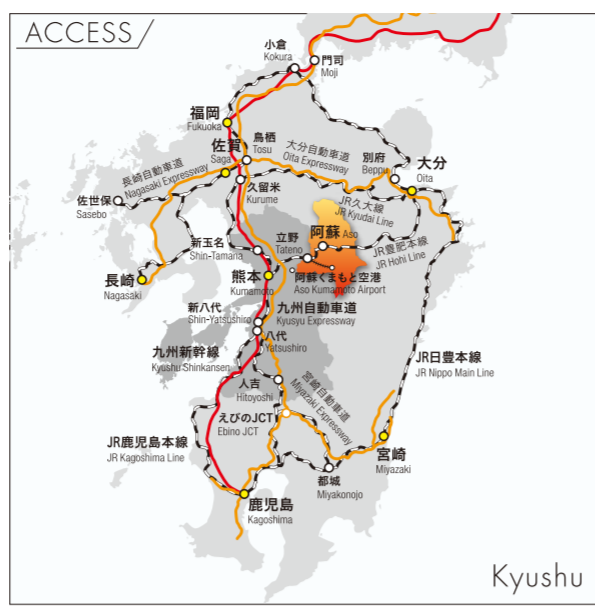 ACCESS
小倉
Kokura
門司
Moji
福岡
Fukuoka
鳥栖
Tosu
佐賀
Saga
大分自動車道
Oita Expressway
別府
Beppu
大分
Oita
長崎自動車道
Nagasaki Expressway
佐世保
Sasebo
久留米
Kurume
JR久大線
JR Kyudai Line
阿蘇 Aso
立野
Tateno
JR豊肥本線
JR Hohi Line
新玉名
Shin-Tamana
長崎
Nagasaki
熊本
Kumamoto
阿蘇くまもと空港
Aso Kumamoto Airport
新八代
Shin-Yatsushiro
九州自動車道
Kyusyu Expressway
八代
Yatsushiro
九州新幹線
Kyushu Shinkansen
JR日豊本線
JR Nippo Main Line
人吉
Hitoyoshi
宮崎自動車道
Miyazaki Expressway
えびのJCT
Ebino JCT
JR鹿児島本線
JR Kagoshima Line
宮崎
Miyazaki
都城
Miyakonojo
鹿児島
Kagoshima
Kyushu